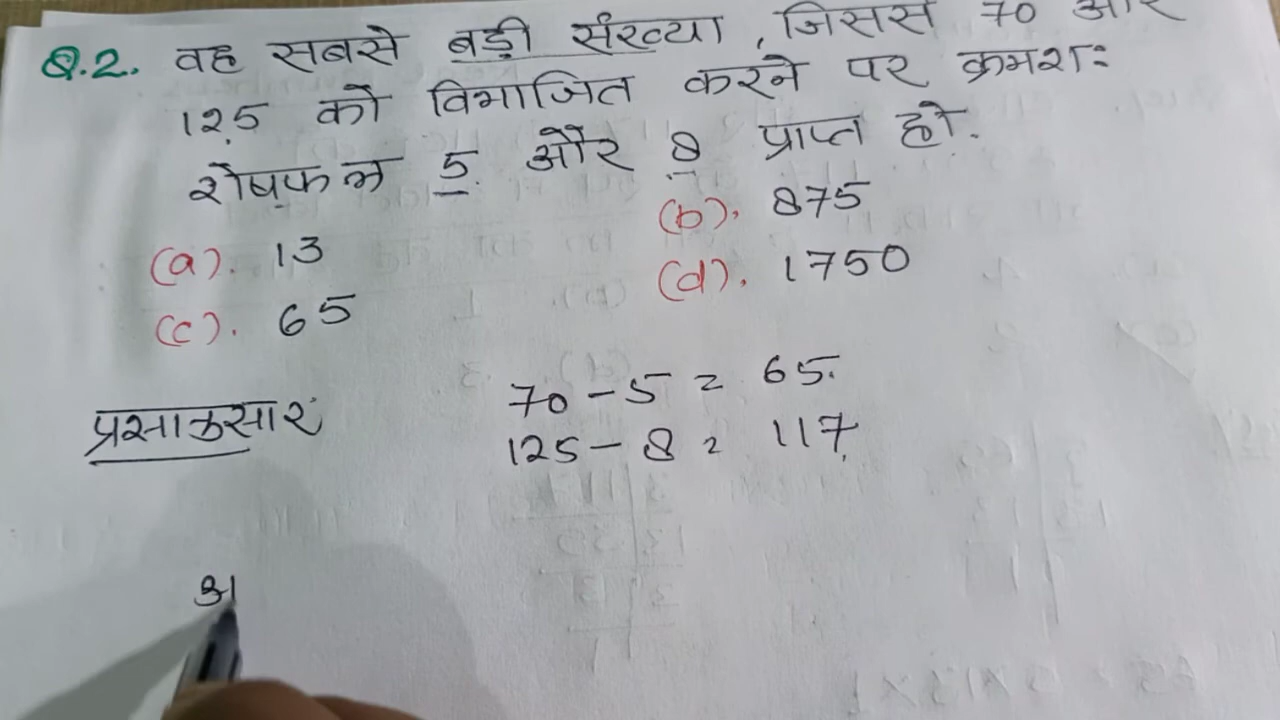 Q.2. वह सबसे बड़ी संख्या, जिससे 70 और
125 को विभाजित करने पर क्रमशः
शेषफल 5 और 8 प्राप्त हो.
(a). 13
(b). 875
(c). 65
(d). 1750
प्रश्नानुसार
70 - 5 = 65.
125 - 8 = 117.
अ